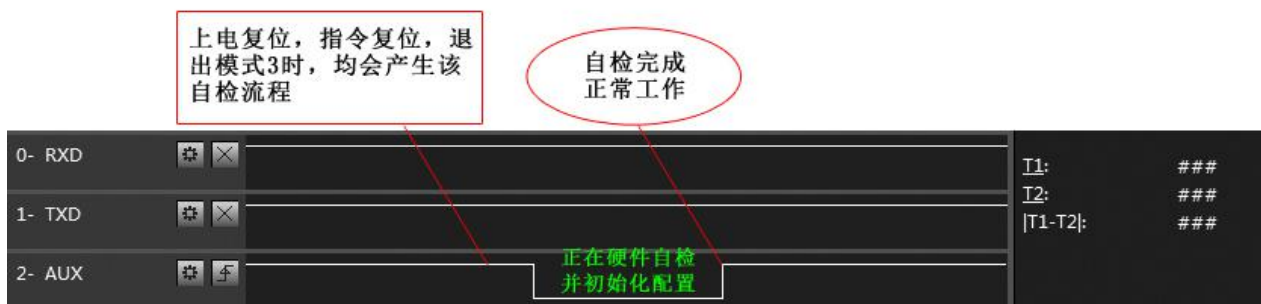 上电复位，指令复位，退
出模式3时，均会产生该
自检流程
自检完成
正常工作
0- RXD
1- TXD
2- AUX
正在硬件自检
并初始化配置
T1: ###
T2: ###
|T1-T2|: ###